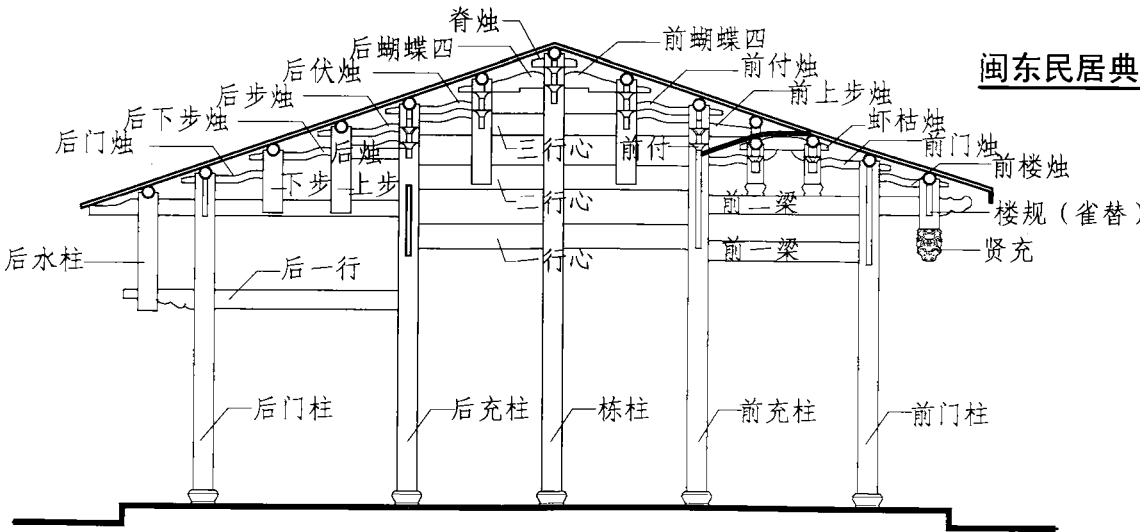 脊烛
后蝴蝶四
前蝴蝶四
闽东民居典
后伏烛
前付烛
后步烛
前上步烛
后下步烛
虾枯烛
后门烛
后烛
三行心
前付
前门烛
前楼烛
下步
上步
二行心
前二梁
楼规（雀替）
后水柱
后一行
一行心
前一梁
贤充
后门柱
后充柱
栋柱
前充柱
前门柱